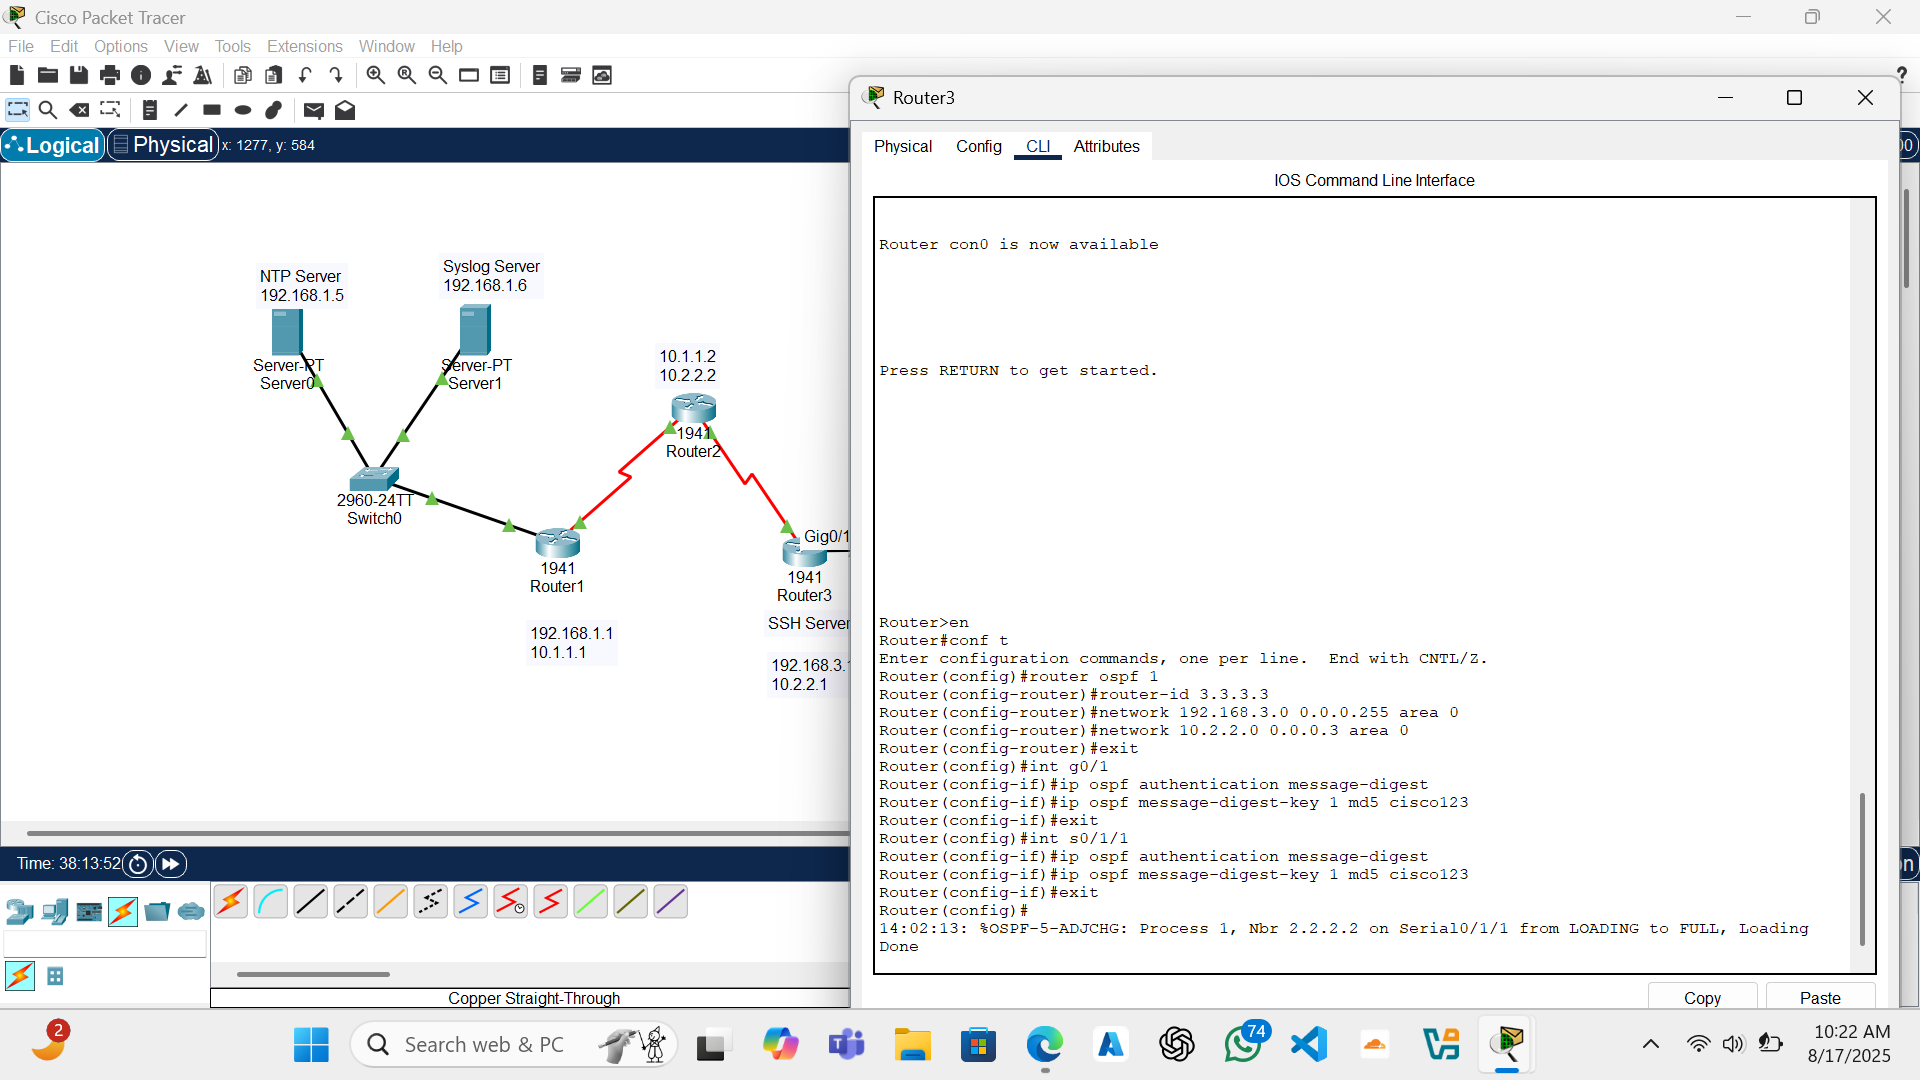 Cisco Packet Tracer
File Edit Options View Tools Extensions Window Help
?
Logical Physical x: 1277, y: 584
NTP Server
192.168.1.5
Syslog Server
192.168.1.6
Server-PT
Server0
Server-PT
Server1
10.1.1.2
10.2.2.2
1941
Router2
2960-24TT
Switch0
1941
Router1
192.168.1.1
10.1.1.1
Gig0/1
1941
Router3
SSH Server
192.168.3.
10.2.2.1
Time: 38:13:52
Copper Straight-Through
Router3
Physical Config CLI Attributes
IOS Command Line Interface
Router con0 is now available
Press RETURN to get started.
Router>en
Router#conf t
Enter configuration commands, one per line.  End with CNTL/Z.
Router(config)#router ospf 1
Router(config-router)#router-id 3.3.3.3
Router(config-router)#network 192.168.3.0 0.0.0.255 area 0
Router(config-router)#network 10.2.2.0 0.0.0.3 area 0
Router(config-router)#exit
Router(config)#int g0/1
Router(config-if)#ip ospf authentication message-digest
Router(config-if)#ip ospf message-digest-key 1 md5 cisco123
Router(config-if)#exit
Router(config)#int s0/1/1
Router(config-if)#ip ospf authentication message-digest
Router(config-if)#ip ospf message-digest-key 1 md5 cisco123
Router(config-if)#exit
Router(config)#
14:02:13: %OSPF-5-ADJCHG: Process 1, Nbr 2.2.2.2 on Serial0/1/1 from LOADING to FULL, Loading
Done
Copy Paste
2
Search web & PC
74
10:22 AM
8/17/2025